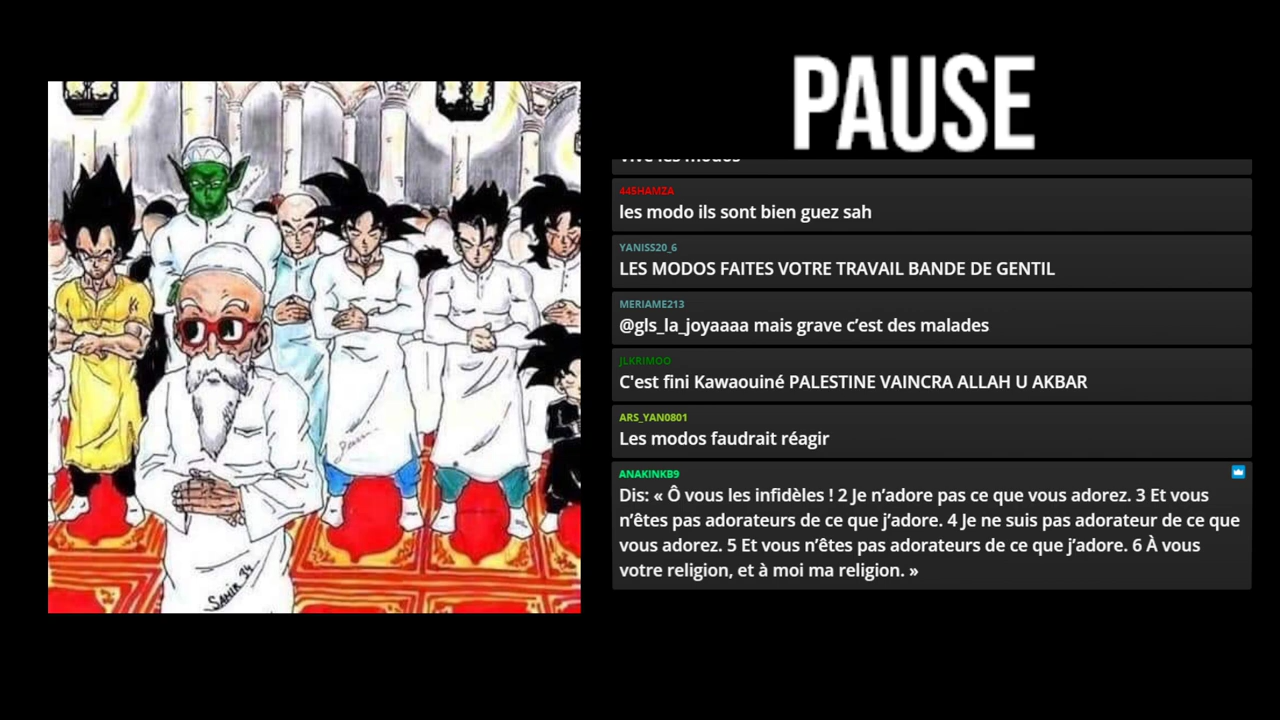 PAUSE
Vive les modos
445HAMZA
les modo ils sont bien guez sah
YANISS20_6
LES MODOS FAITES VOTRE TRAVAIL BANDE DE GENTIL
MERIAME213
@gls_la_joyaaaa mais grave c’est des malades
JLKRIMOO
C'est fini Kawaouiné PALESTINE VAINCRA ALLAH U AKBAR
ARS_YAN0801
Les modos faudrait réagir
ANAKINKB9
Dis: « Ô vous les infidèles ! 2 Je n’adore pas ce que vous adorez. 3 Et vous
n’êtes pas adorateurs de ce que j’adore. 4 Je ne suis pas adorateur de ce que
vous adorez. 5 Et vous n’êtes pas adorateurs de ce que j’adore. 6 À vous
votre religion, et à moi ma religion. »